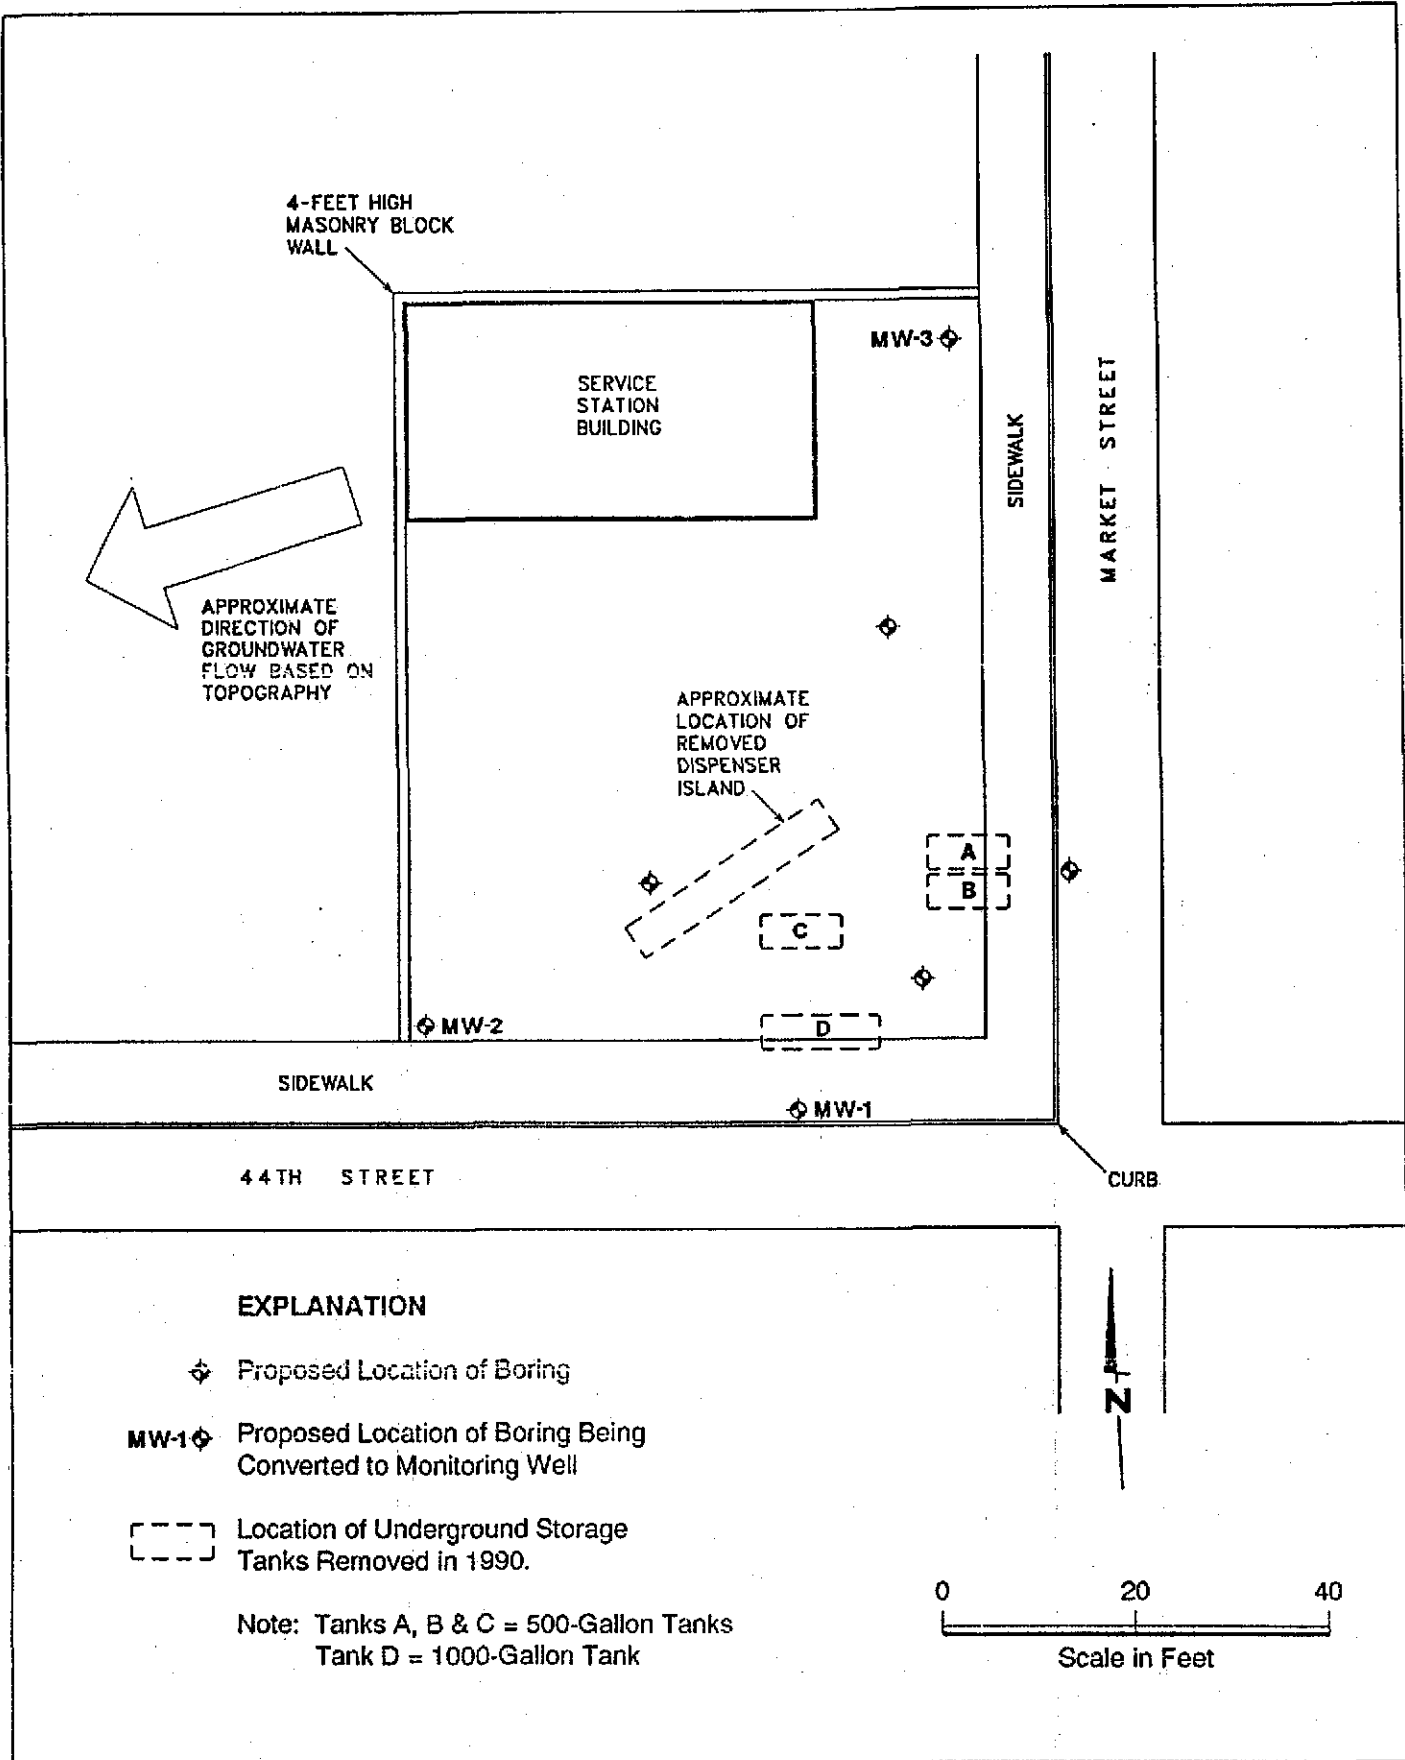 4-FEET HIGH
MASONRY BLOCK
WALL
MW-3
SERVICE
STATION
BUILDING
SIDEWALK
MARKET STREET
APPROXIMATE
DIRECTION OF
GROUNDWATER
FLOW BASED ON
TOPOGRAPHY
APPROXIMATE
LOCATION OF
REMOVED
DISPENSER
ISLAND
A
B
C
D
MW-2
SIDEWALK
MW-1
44TH STREET
CURB
EXPLANATION
Proposed Location of Boring
MW-1 Proposed Location of Boring Being
Converted to Monitoring Well
Location of Underground Storage
Tanks Removed in 1990.
Note: Tanks A, B & C = 500-Gallon Tanks
Tank D = 1000-Gallon Tank
N
0 20 40
Scale in Feet